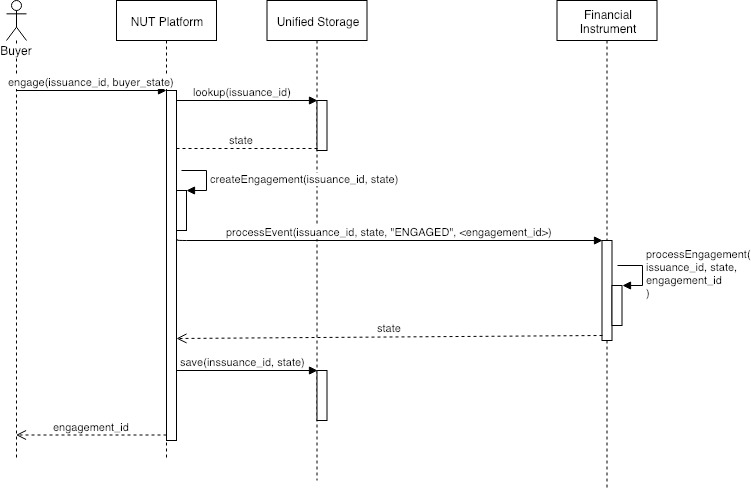 NUT Platform
Unified Storage
Financial
Instrument
Buyer
engage(issuance_id, buyer_state)
lookup(issuance_id)
state
createEngagement(issuance_id, state)
processEvent(issuance_id, state, "ENGAGED", <engagement_id>)
processEngagement(
issuance_id, state,
engagement_id
)
state
save(inssuance_id, state)
engagement_id